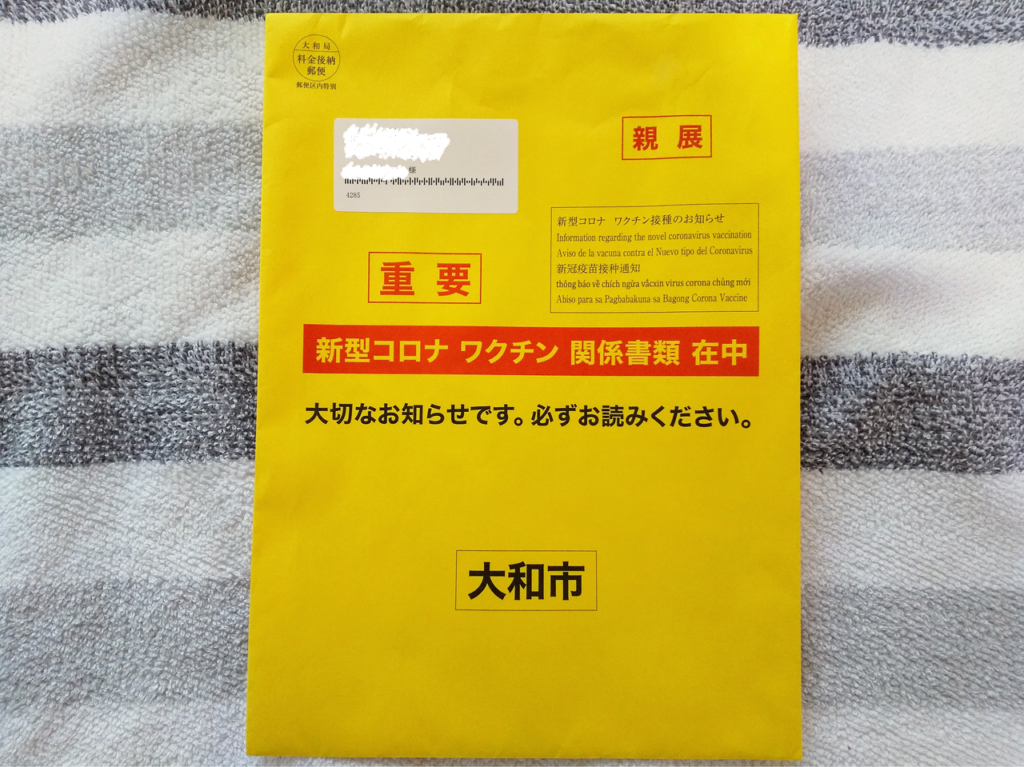 大和局
料金後納
郵便
郵便区内特別
様
4285
親展
新型コロナ ワクチン接種のお知らせ
Information regarding the novel coronavirus vaccination
Aviso de la vacuna contra el Nuevo tipo del Coronavirus
新冠疫苗接种通知
thông báo về chích ngừa vắcxin virus corona chủng mới
Abiso para sa Pagbabakuna sa Bagong Corona Vaccine
重要
新型コロナ ワクチン 関係書類 在中
大切なお知らせです。必ずお読みください。
大和市